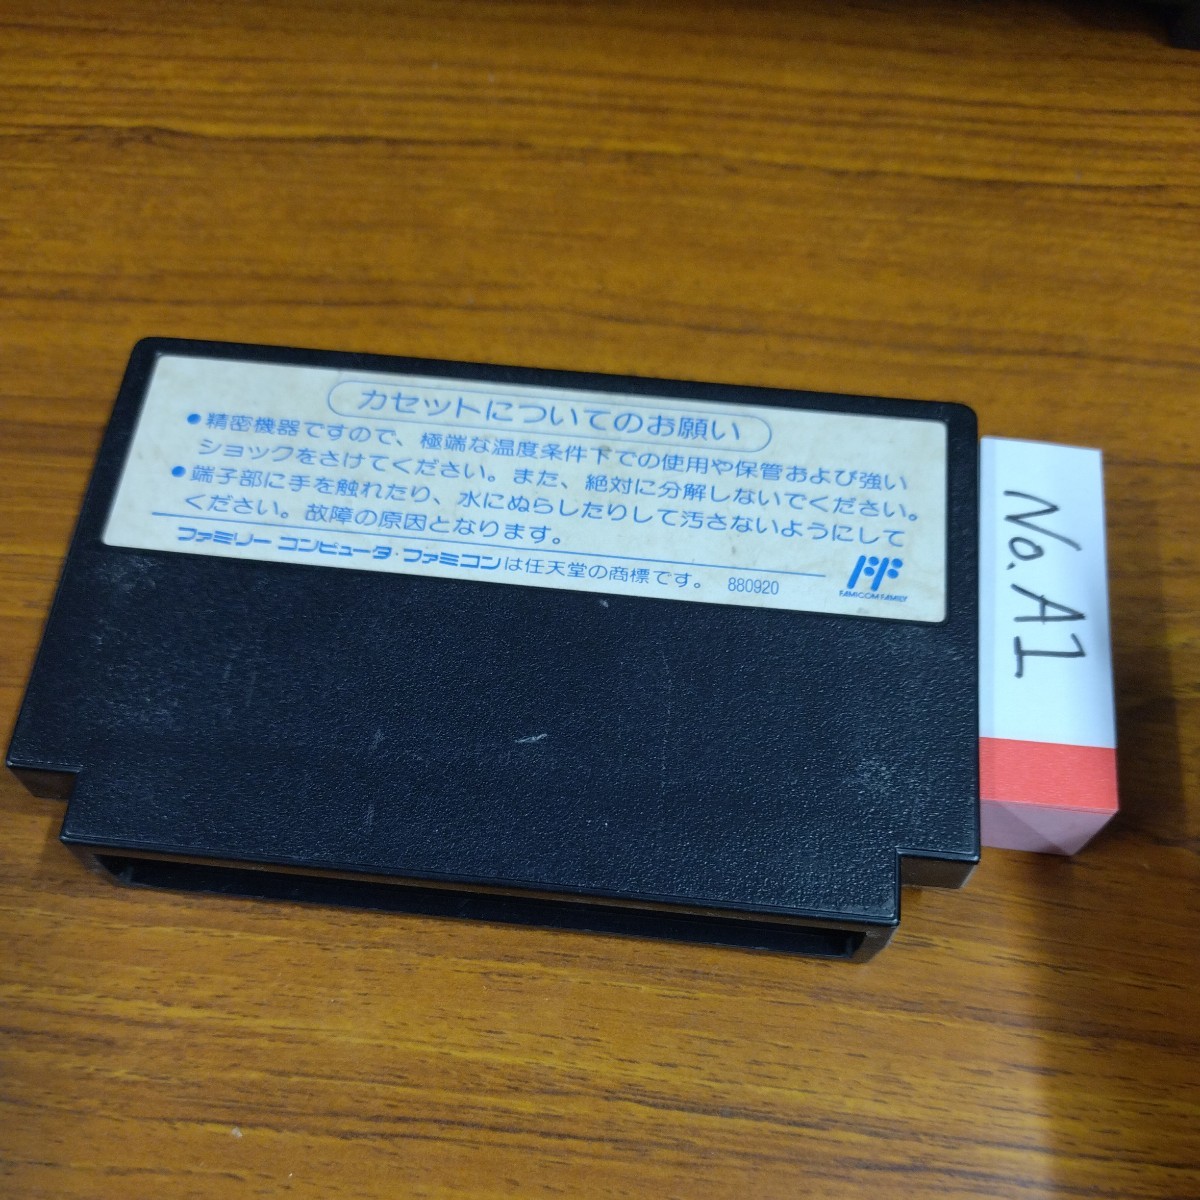 カセットについてのお願い
●精密機器ですので、極端な温度条件下での使用や保管および強い
ショックをさけてください。また、絶対に分解しないでください。
●端子部に手を触れたり、水にぬらしたりして汚さないようにして
ください。故障の原因となります。
ファミリーコンピュータ・ファミコンは任天堂の商標です。 880920
FAMICOM FAMILY
No. A1